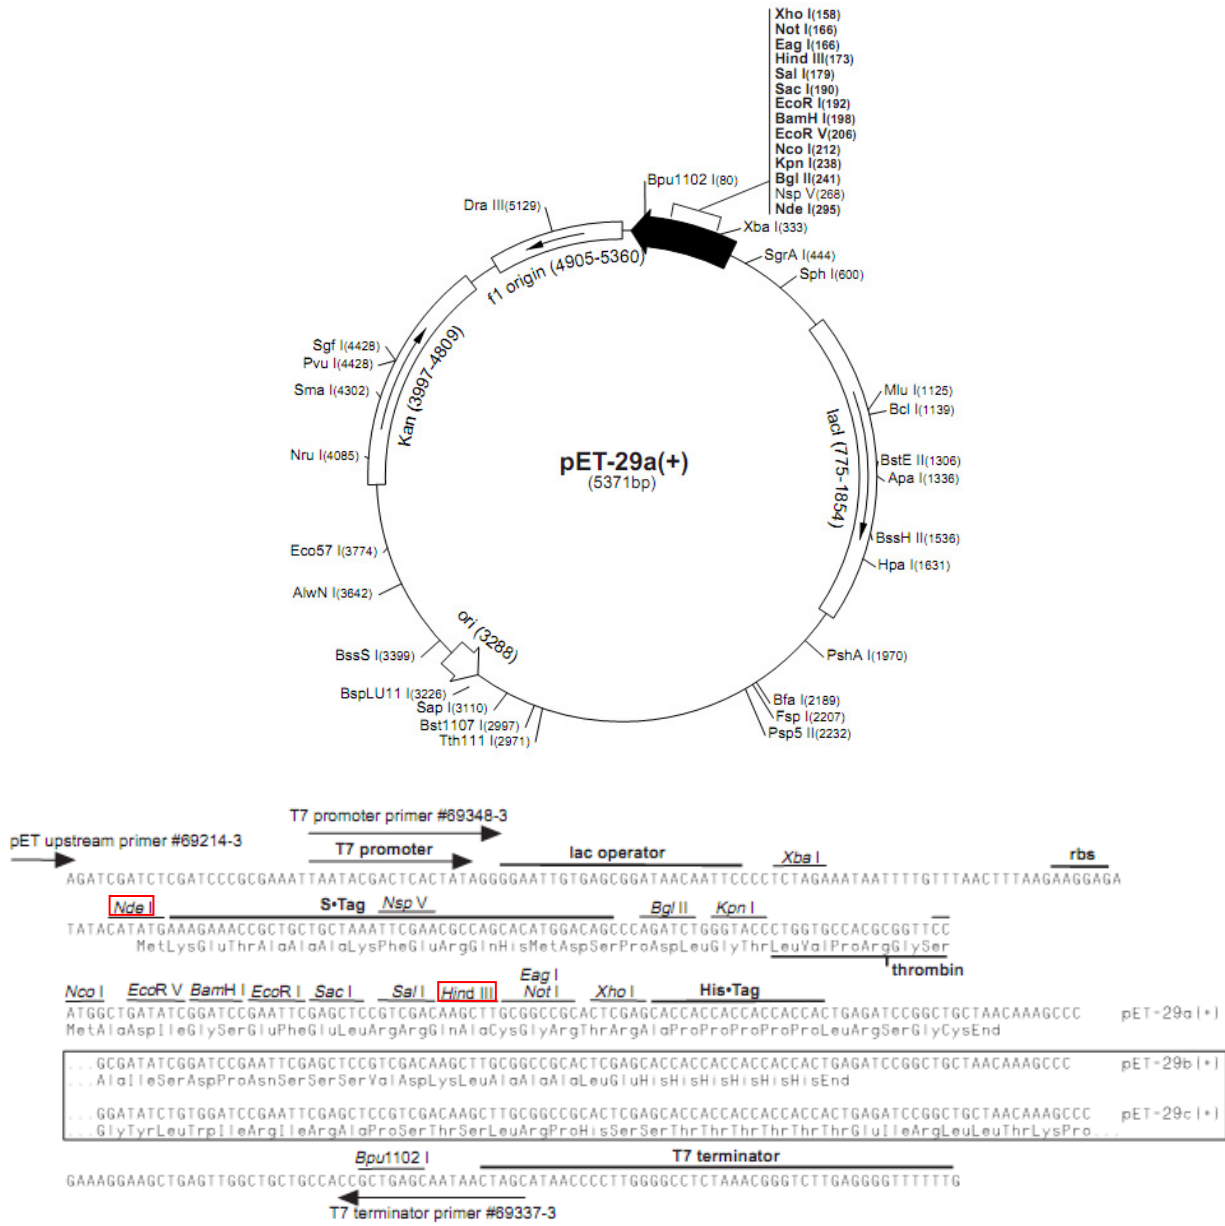 Xho I(158)
Not I(166)
Eag I(166)
Hind III(173)
Sal I(179)
Sac I(190)
EcoR I(192)
BamH I(198)
EcoR V(206)
Nco I(212)
Kpn I(238)
Bgl II(241)
Nsp V(268)
Nde I(295)
Bpu1102 I(80)
Xba I(333)
SgrA I(444)
Sph I(600)
Dra III(5129)
f1 origin (4905-5360)
Sgf I(4428)
Pvu I(4428)
Sma I(4302)
Kan (3997-4809)
Nru I(4085)
Mlu I(1125)
Bcl I(1139)
lacI (775-1854)
BstE II(1306)
Apa I(1336)
pET-29a(+)
(5371bp)
BssH II(1536)
Hpa I(1631)
Eco57 I(3774)
AlwN I(3642)
ori (3288)
BssS I(3399)
PshA I(1970)
BspLU11 I(3226)
Sap I(3110)
Bst1107 I(2997)
Tth111 I(2971)
Bfa I(2189)
Fsp I(2207)
Psp5 II(2232)
T7 promoter primer #69348-3
pET upstream primer #69214-3
T7 promoter lac operator Xba I rbs
AGATCGATCTCGATCCCGCGAAATTAATACGACTCACTATAGGGGAATTGTGAGCGGATAACAATTCCCCTCTAGAAATAATTTTGTTTAACTTTAAGAAGGAGA
Nde I S•Tag Nsp V Bgl II Kpn I
TATACATATGAAAGAAACCGCTGCTGCTAAATTCGAACGCCAGCACATGGACAGCCCAGATCTGGGTACCCTGGTGCCACGCGGTTCC
MetLysGluThrAlaAlaAlaLysPheGluArgGlnHisMetAspSerProAspLeuGlyThrLeuValProArgGlySer
thrombin
Eag I
Nco I EcoR V BamH I EcoR I Sac I Sal I Hind III Not I Xho I His•Tag
ATGGCTGATATCGGATCCGAATTCGAGCTCCGTCGACAAGCTTGCGGCCGCACTCGAGCACCACCACCACCACCACTGAGATCCGGCTGCTAACAAAGCCC pET-29a(+)
MetAlaAspIleGlySerGluPheGluLeuArgArgGlnAlaCysGlyArgThrArgAlaProProProProProLeuArgSerGlyCysEnd
...GCGATATCGGATCCGAATTCGAGCTCCGTCGACAAGCTTGCGGCCGCACTCGAGCACCACCACCACCACCACTGAGATCCGGCTGCTAACAAAGCCC pET-29b(+)
...AlaIleSerAspProAsnSerSerSerValAspLysLeuAlaAlaAlaLeuGluHisHisHisHisHisHisEnd
...GGATATCTGTGGATCCGAATTCGAGCTCCGTCGACAAGCTTGCGGCCGCACTCGAGCACCACCACCACCACCACTGAGATCCGGCTGCTAACAAAGCCC pET-29c(+)
...GlyTyrLeuTrpIleArgIleArgAlaProSerThrSerLeuArgProHisSerSerThrThrThrThrThrThrGluIleArgLeuLeuThrLysPro...
Bpu1102 I T7 terminator
GAAAGGAAGCTGAGTTGGCTGCTGCCACCGCTGAGCAATAACTAGCATAACCCCTTGGGGCCTCTAAACGGGTCTTGAGGGGTTTTTTG
T7 terminator primer #69337-3